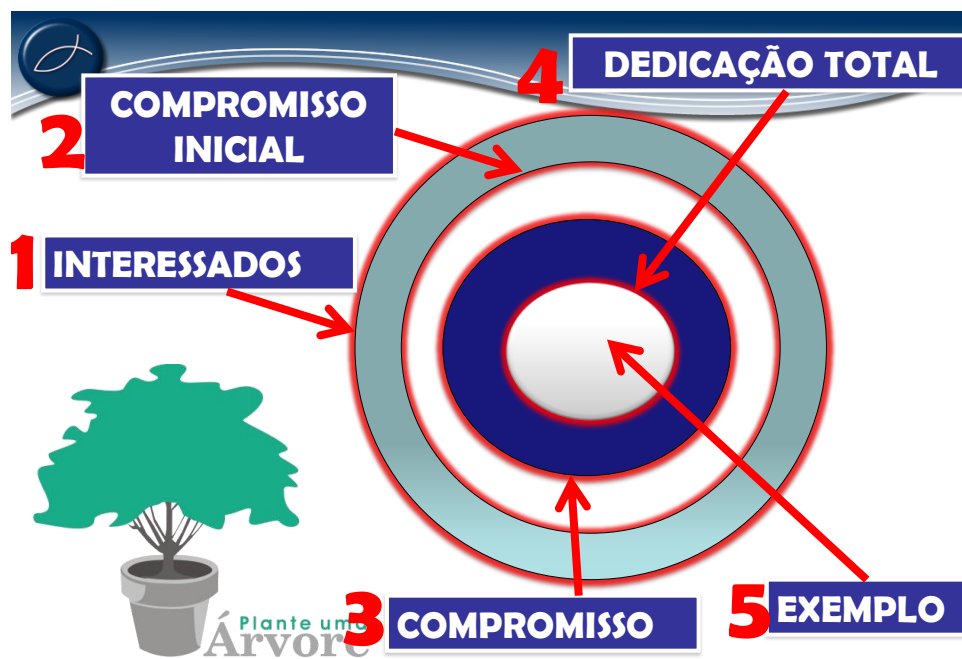 4 DEDICAÇÃO TOTAL
2 COMPROMISSO
INICIAL
1 INTERESSADOS
Plante uma
Árvore
3 COMPROMISSO
5 EXEMPLO